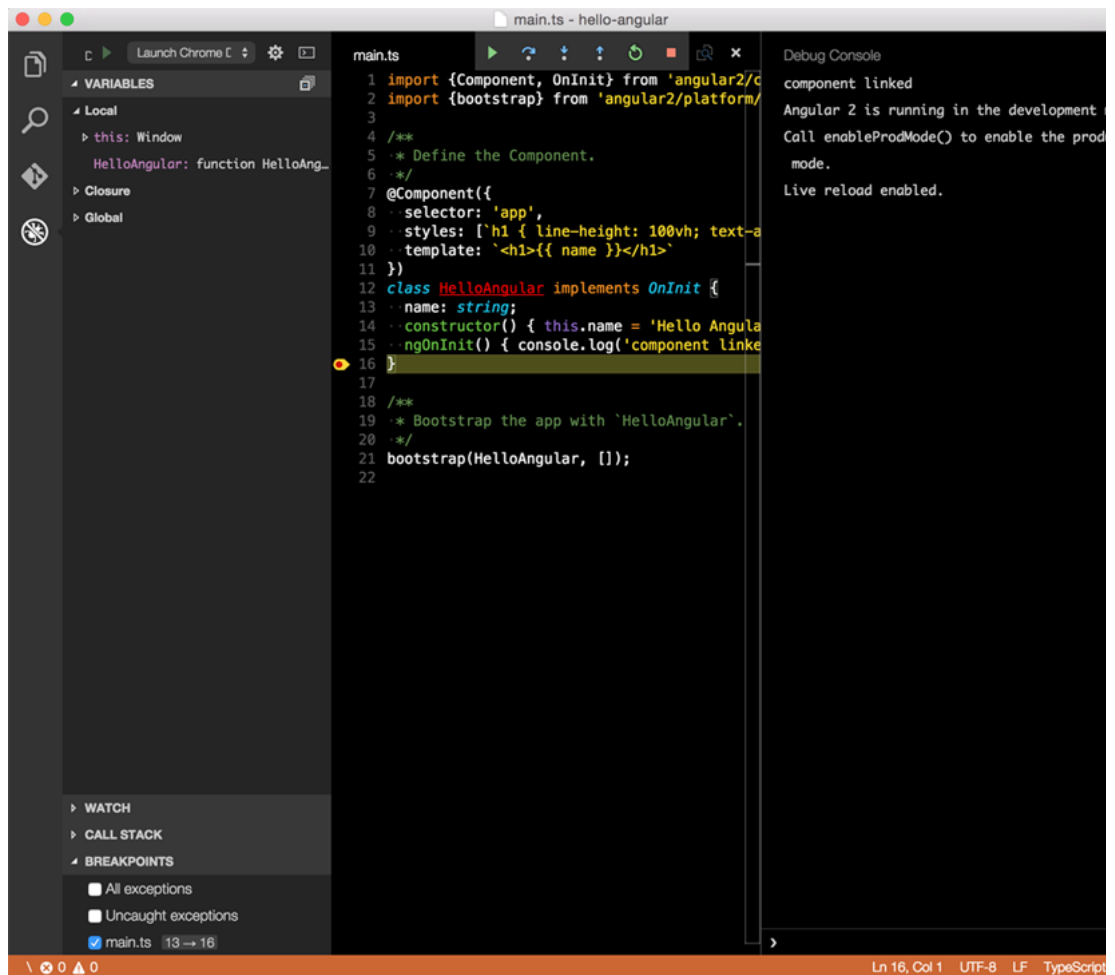 main.ts - hello-angular
Launch Chrome D
VARIABLES
Local
this: Window
HelloAngular: function HelloAng…
Closure
Global
WATCH
CALL STACK
BREAKPOINTS
All exceptions
Uncaught exceptions
main.ts 13 → 16
main.ts
1 import {Component, OnInit} from 'angular2/c
2 import {bootstrap} from 'angular2/platform/
3
4 /**
5 * Define the Component.
6 */
7 @Component({
8 selector: 'app',
9 styles: [`h1 { line-height: 100vh; text-a
10 template: `<h1>{{ name }}</h1>`
11 })
12 class HelloAngular implements OnInit {
13 name: string;
14 constructor() { this.name = 'Hello Angula
15 ngOnInit() { console.log('component linke
16 }
17
18 /**
19 * Bootstrap the app with `HelloAngular`.
20 */
21 bootstrap(HelloAngular, []);
22
Debug Console
component linked
Angular 2 is running in the development
Call enableProdMode() to enable the prod
mode.
Live reload enabled.
0 0
Ln 16, Col 1 UTF-8 LF TypeScript